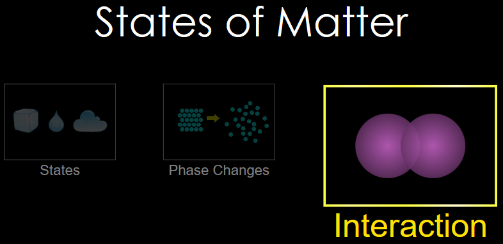 States of Matter
States
Phase Changes
Interaction